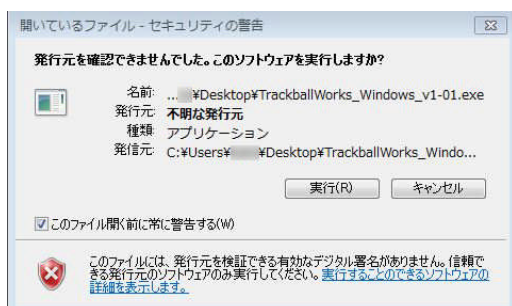 開いているファイル - セキュリティの警告
発行元を確認できませんでした。このソフトウェアを実行しますか?
名前: ... ¥Desktop¥TrackballWorks_Windows_v1-01.exe
発行元: 不明な発行元
種類: アプリケーション
発信元: C:¥Users¥ ¥Desktop¥TrackballWorks_Windo...
実行(R) キャンセル
このファイル開く前に常に警告する(W)
このファイルには、発行元を検証できる有効なデジタル署名がありません。信頼で
きる発行元のソフトウェアのみ実行してください。実行することのできるソフトウェアの
詳細を表示します。